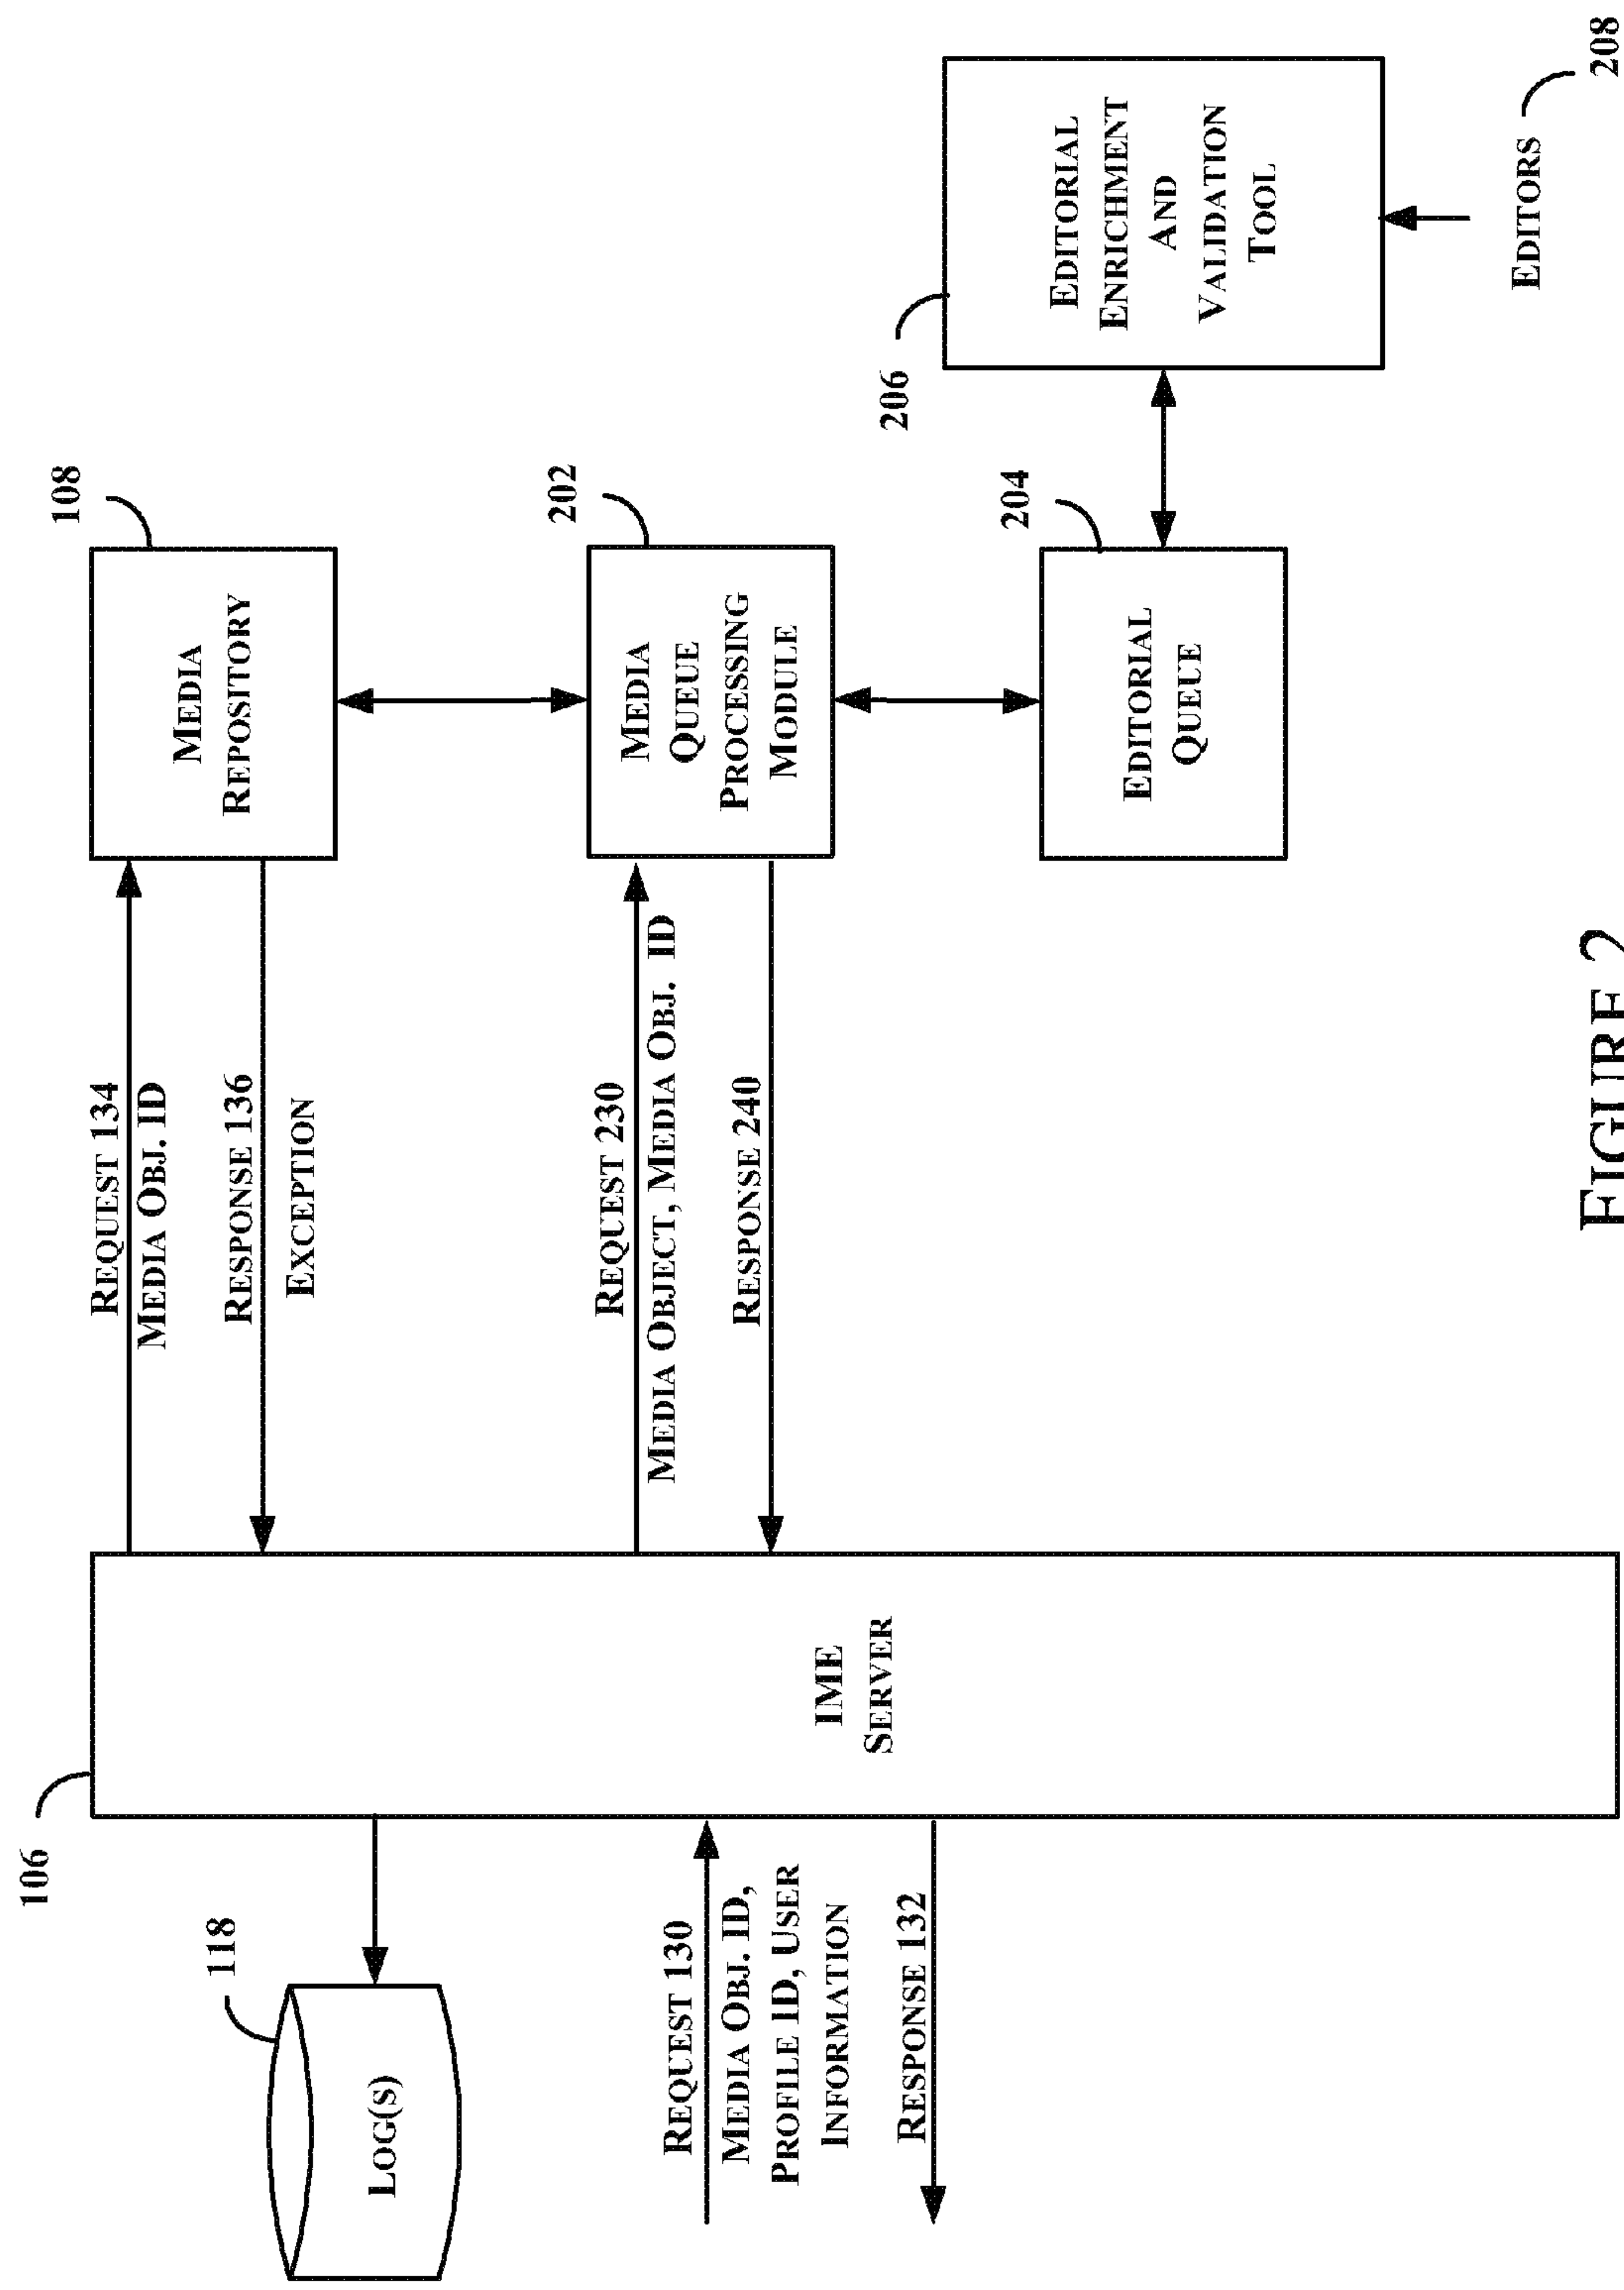 106
118
LOG(S)
REQUEST 130
MEDIA OBJ. ID,
PROFILE ID, USER
INFORMATION
RESPONSE 132
IME
SERVER
REQUEST 134
MEDIA OBJ. ID
RESPONSE 136
EXCEPTION
REQUEST 230
MEDIA OBJECT, MEDIA OBJ. ID
RESPONSE 240
108
MEDIA
REPOSITORY
202
MEDIA
QUEUE
PROCESSING
MODULE
204
EDITORIAL
QUEUE
206
EDITORIAL
ENRICHMENT
AND
VALIDATION
TOOL
EDITORS
208
FIGURE 2